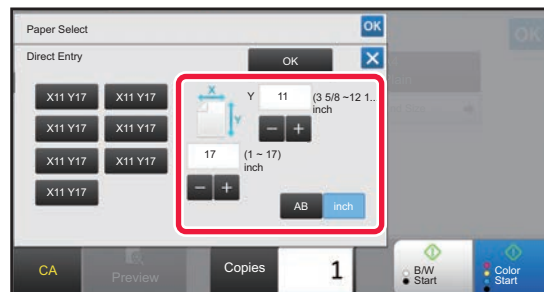 Paper Select
OK
OK
Direct Entry
OK
X11 Y17
X11 Y17
X11 Y17
X11 Y17
X11 Y17
X11 Y17
X11 Y17
X
Y
Y
11
(3 5/8 ~12 1..
inch
17
(1 ~ 17)
inch
AB
inch
CA
Preview
Copies
1
B/W
Start
Color
Start